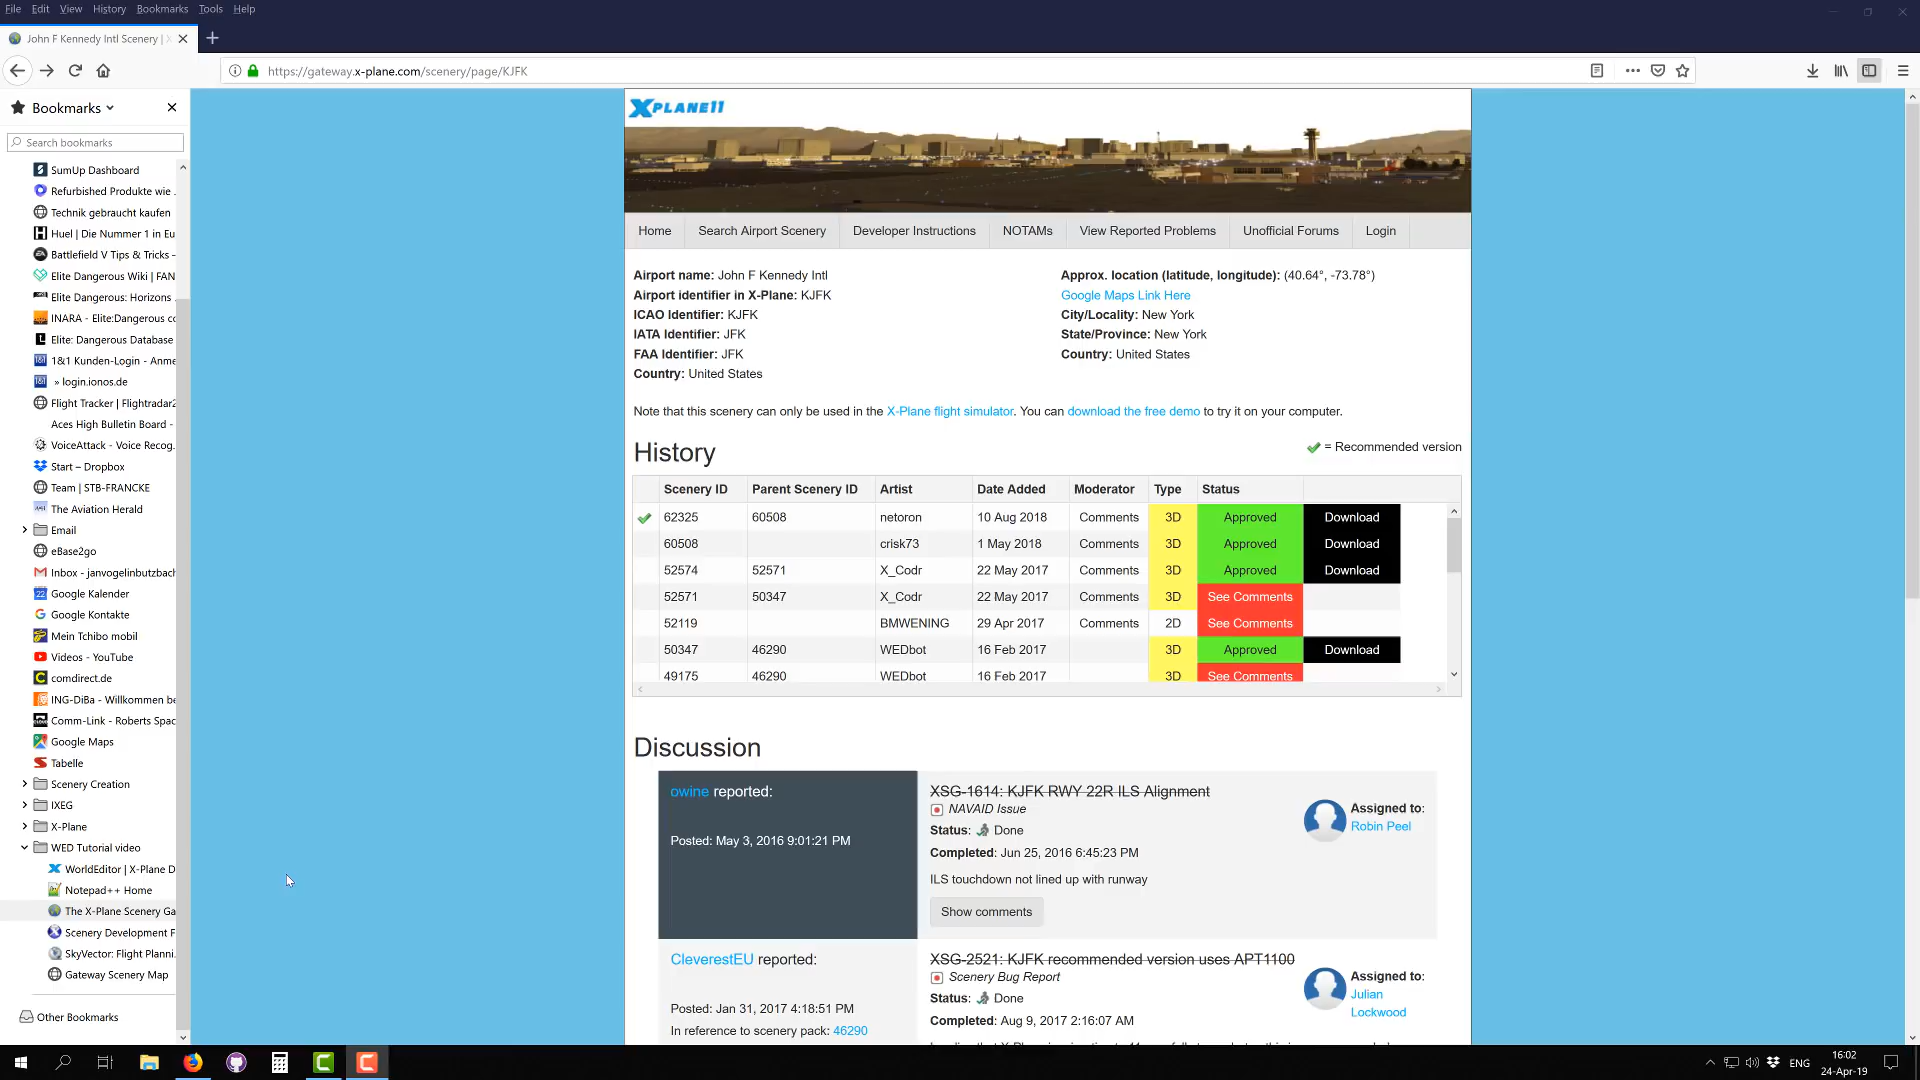 File Edit View History Bookmarks Tools Help
John F Kennedy Intl Scenery |
https://gateway.x-plane.com/scenery/page/KJFK
Bookmarks
Search bookmarks
SumUp Dashboard
Refurbished Produkte wie
Technik gebraucht kaufen
Huel | Die Nummer 1 in Eu
Battlefield V Tips & Tricks –
Elite Dangerous Wiki | FAN
Elite Dangerous: Horizons
INARA - Elite:Dangerous co
Elite: Dangerous Database
1&1 Kunden-Login - Anme
» login.ionos.de
Flight Tracker | Flightradar2
Aces High Bulletin Board -
VoiceAttack - Voice Recog
Start – Dropbox
Team | STB-FRANCKE
The Aviation Herald
Email
eBase2go
Inbox - janvogelinbutzbach
Google Kalender
Google Kontakte
Mein Tchibo mobil
Videos - YouTube
comdirect.de
ING-DiBa - Willkommen be
Comm-Link - Roberts Spac
Google Maps
Tabelle
Scenery Creation
IXEG
X-Plane
WED Tutorial video
WorldEditor | X-Plane D
Notepad++ Home
The X-Plane Scenery Ga
Scenery Development F
SkyVector: Flight Planni
Gateway Scenery Map
Other Bookmarks
XPLANE11
Home Search Airport Scenery Developer Instructions NOTAMs View Reported Problems Unofficial Forums Login
Airport name: John F Kennedy Intl
Airport identifier in X-Plane: KJFK
ICAO Identifier: KJFK
IATA Identifier: JFK
FAA Identifier: JFK
Country: United States
Approx. location (latitude, longitude): (40.64°, -73.78°)
Google Maps Link Here
City/Locality: New York
State/Province: New York
Country: United States
Note that this scenery can only be used in the X-Plane flight simulator. You can download the free demo to try it on your computer.
History
= Recommended version
Scenery ID Parent Scenery ID Artist Date Added Moderator Type Status
62325 60508 netoron 10 Aug 2018 Comments 3D Approved Download
60508 crisk73 1 May 2018 Comments 3D Approved Download
52574 52571 X_Codr 22 May 2017 Comments 3D Approved Download
52571 50347 X_Codr 22 May 2017 Comments 3D See Comments
52119 BMWENING 29 Apr 2017 Comments 2D See Comments
50347 46290 WEDbot 16 Feb 2017 3D Approved Download
49175 46290 WEDbot 16 Feb 2017 3D See Comments
Discussion
owine reported:
Posted: May 3, 2016 9:01:21 PM
XSG-1614: KJFK RWY 22R ILS Alignment
NAVAID Issue
Status: Done
Completed: Jun 25, 2016 6:45:23 PM
ILS touchdown not lined up with runway
Show comments
Assigned to:
Robin Peel
CleverestEU reported:
Posted: Jan 31, 2017 4:18:51 PM
In reference to scenery pack: 46290
XSG-2521: KJFK recommended version uses APT1100
Scenery Bug Report
Status: Done
Completed: Aug 9, 2017 2:16:07 AM
Assigned to:
Julian
Lockwood
ENG
16:02
24-Apr-19